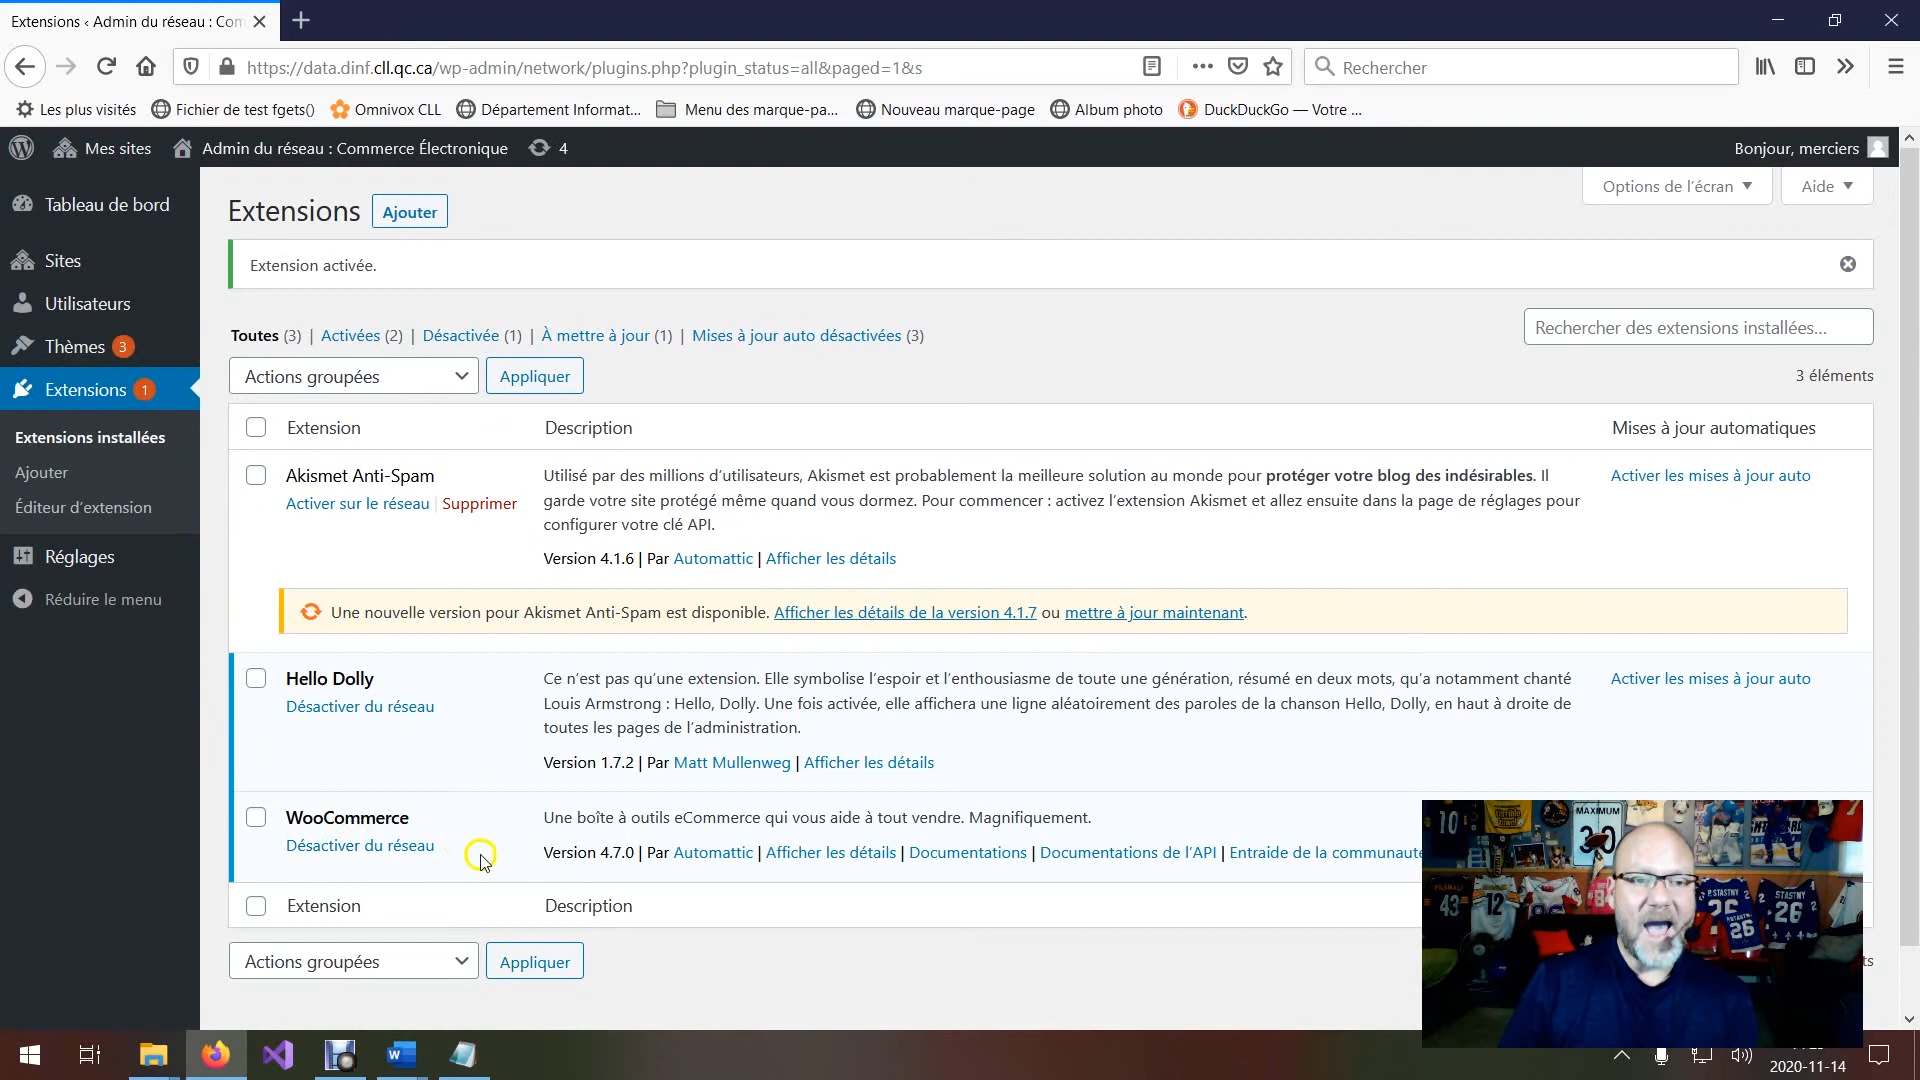 Extensions ‹ Admin du réseau : Com
https://data.dinf.cll.qc.ca/wp-admin/network/plugins.php?plugin_status=all&paged=1&s
Rechercher
Les plus visités
Fichier de test fgets()
Omnivox CLL
Département Informat...
Menu des marque-pa...
Nouveau marque-page
Album photo
DuckDuckGo — Votre ...
Mes sites
Admin du réseau : Commerce Électronique
4
Bonjour, merciers
Tableau de bord
Sites
Utilisateurs
Thèmes 3
Extensions 1
Extensions installées
Ajouter
Éditeur d'extension
Réglages
Réduire le menu
Options de l'écran
Aide
Extensions
Ajouter
Extension activée.
Toutes (3) | Activées (2) | Désactivée (1) | À mettre à jour (1) | Mises à jour auto désactivées (3)
Rechercher des extensions installées…
Actions groupées
Appliquer
3 éléments
Extension
Description
Mises à jour automatiques
Akismet Anti-Spam
Activer sur le réseau | Supprimer
Utilisé par des millions d'utilisateurs, Akismet est probablement la meilleure solution au monde pour protéger votre blog des indésirables. Il
garde votre site protégé même quand vous dormez. Pour commencer : activez l'extension Akismet et allez ensuite dans la page de réglages pour
configurer votre clé API.
Version 4.1.6 | Par Automattic | Afficher les détails
Activer les mises à jour auto
Une nouvelle version pour Akismet Anti-Spam est disponible. Afficher les détails de la version 4.1.7 ou mettre à jour maintenant.
Hello Dolly
Désactiver du réseau
Ce n'est pas qu'une extension. Elle symbolise l'espoir et l'enthousiasme de toute une génération, résumé en deux mots, qu'a notamment chanté
Louis Armstrong : Hello, Dolly. Une fois activée, elle affichera une ligne aléatoirement des paroles de la chanson Hello, Dolly, en haut à droite de
toutes les pages de l'administration.
Version 1.7.2 | Par Matt Mullenweg | Afficher les détails
Activer les mises à jour auto
WooCommerce
Désactiver du réseau
Une boîte à outils eCommerce qui vous aide à tout vendre. Magnifiquement.
Version 4.7.0 | Par Automattic | Afficher les détails | Documentations | Documentations de l'API | Entraide de la communauté
Extension
Description
Actions groupées
Appliquer
ts
MAXIMUM
30
10
43
12
P. STASTNY
26
P. STASTNY
26
STASTNY
26
2020-11-14